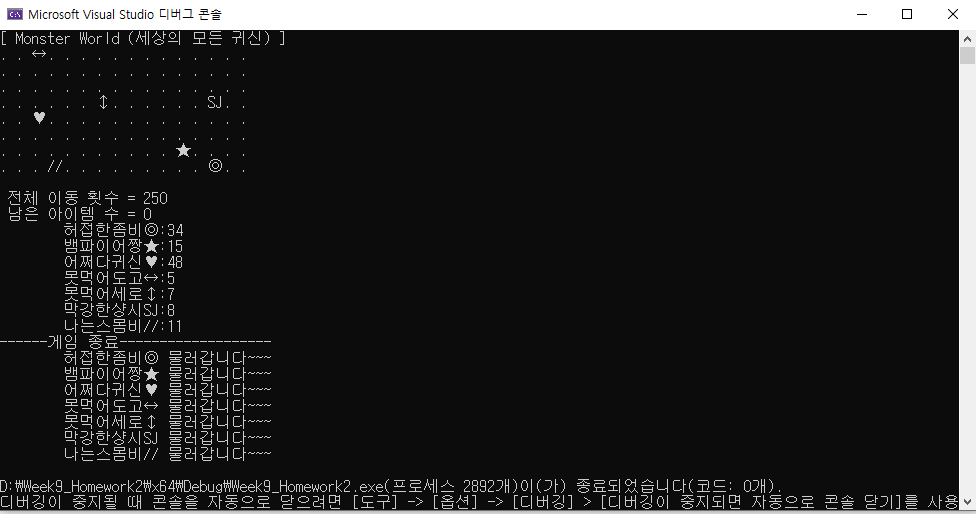 Microsoft Visual Studio 디버그 콘솔
[ Monster World (세상의 모든 귀신) ]
. . ↔. . . . . . . . . . . . .
. . . . . . . . . . . . . . . .
. . . . . . . . . . . . . . . .
. . . . . . ↕. . . . . . SJ. .
. . ♥. . . . . . . . . . . . .
. . . . . . . . . . . . . . . .
. . . . . . . . . . . ★. . . .
. . . //. . . . . . . . . ◎. .
전체 이동 횟수 = 250
남은 아이템 수 = 0
허접한좀비◎:34
뱀파이어짱★:15
어쩌다귀신♥:48
못먹어도고↔:5
못먹어세로↕:7
막강한샹시SJ:8
나는스몸비//:11
------게임 종료-------------------
허접한좀비◎ 물러갑니다~~~
뱀파이어짱★ 물러갑니다~~~
어쩌다귀신♥ 물러갑니다~~~
못먹어도고↔ 물러갑니다~~~
못먹어세로↕ 물러갑니다~~~
막강한샹시SJ 물러갑니다~~~
나는스몸비// 물러갑니다~~~
D:\Week9_Homework2\x64\Debug\Week9_Homework2.exe(프로세스 2892개)이(가) 종료되었습니다(코드: 0개).
디버깅이 중지될 때 콘솔을 자동으로 닫으려면 [도구] -> [옵션] -> [디버깅] > [디버깅이 중지되면 자동으로 콘솔 닫기]를 사용